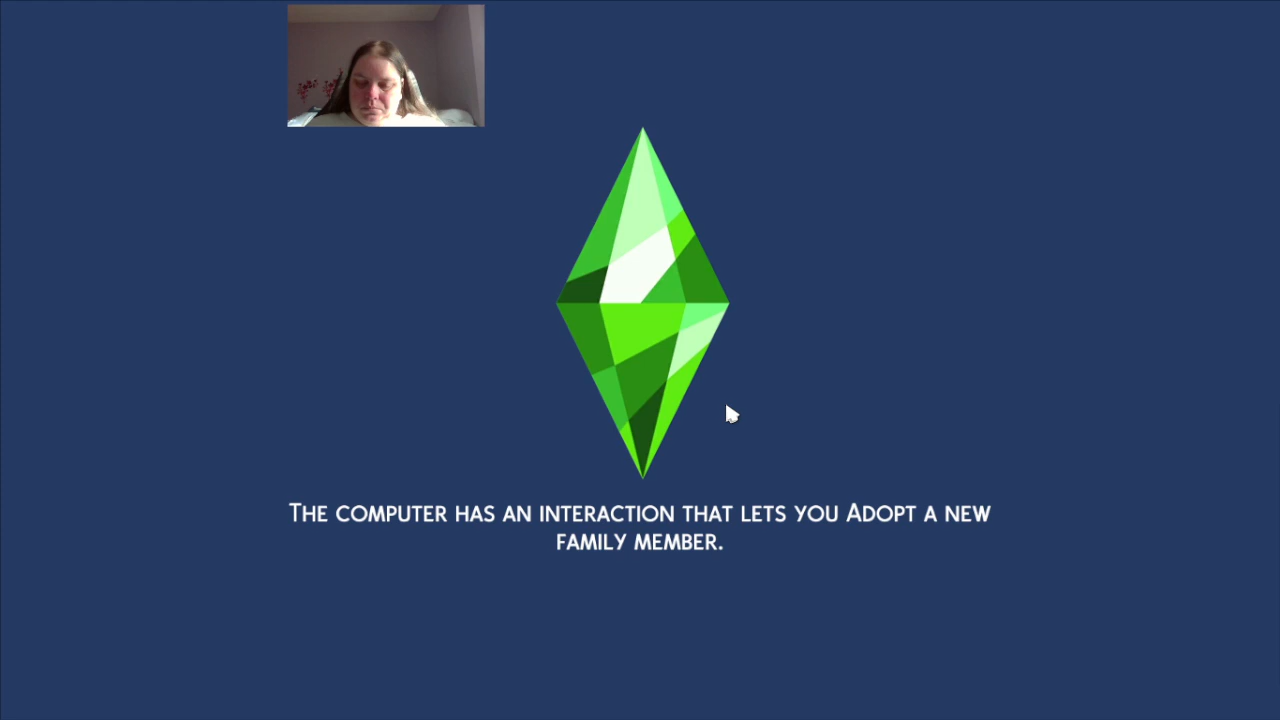 The computer has an interaction that lets you Adopt a new
family member.